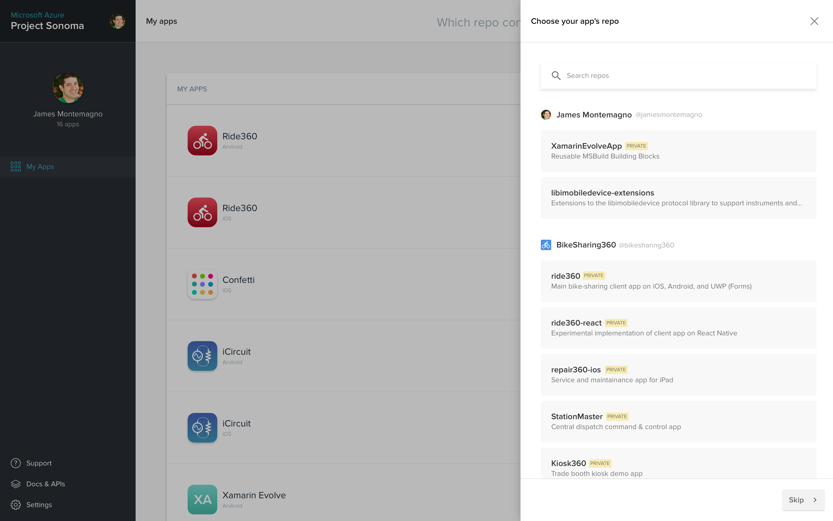 Microsoft Azure
Project Sonoma
James Montemagno
16 apps
My Apps
Support
Docs & APIs
Settings
My apps
Which repo con
MY APPS
Ride360
Android
Ride360
iOS
Confetti
iOS
iCircuit
Android
iCircuit
iOS
XA
Xamarin Evolve
Android
Choose your app's repo
Search repos
James Montemagno @jamesmontemagno
XamarinEvolveApp PRIVATE
Reusable MSBuild Building Blocks
libimobiledevice-extensions
Extensions to the libimobiledevice protocol library to support instruments and...
BikeSharing360 @bikesharing360
ride360 PRIVATE
Main bike-sharing client app on iOS, Android, and UWP (Forms)
ride360-react PRIVATE
Experimental implementation of client app on React Native
repair360-ios PRIVATE
Service and maintainance app for iPad
StationMaster PRIVATE
Central dispatch command & control app
Kiosk360 PRIVATE
Trade booth kiosk demo app
Skip